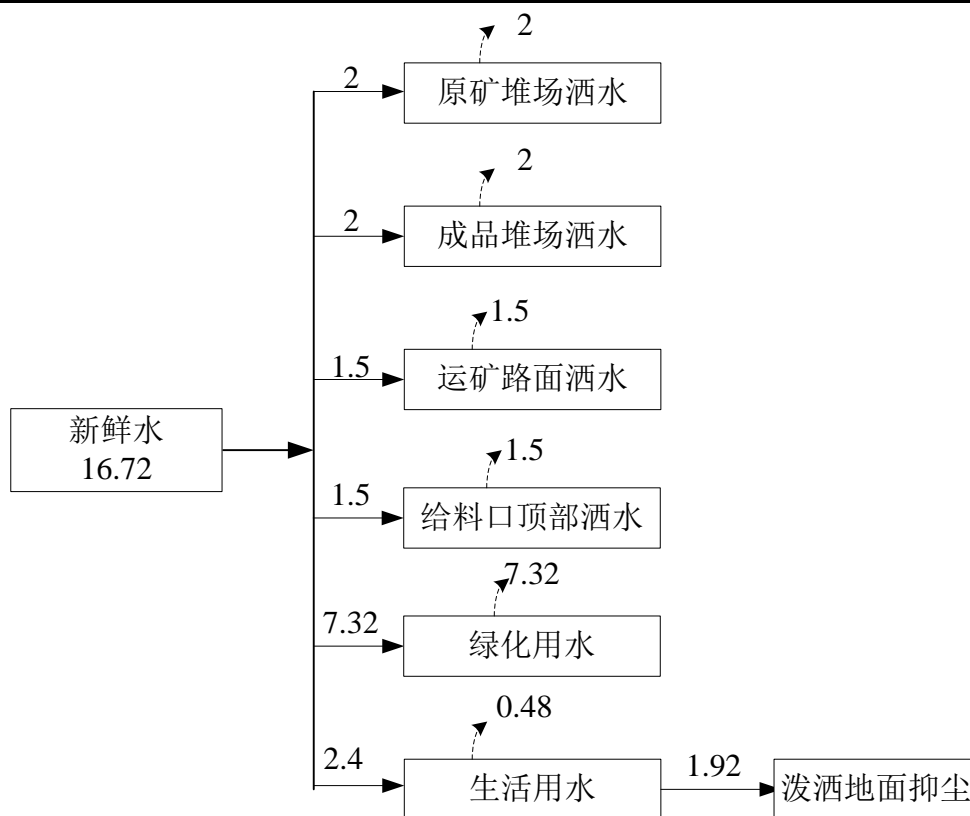 2
2
原矿堆场洒水
2
2
成品堆场洒水
1.5
1.5
运矿路面洒水
新鲜水
16.72
1.5
1.5
给料口顶部洒水
7.32
7.32
绿化用水
0.48
2.4
生活用水
1.92
泼洒地面抑尘